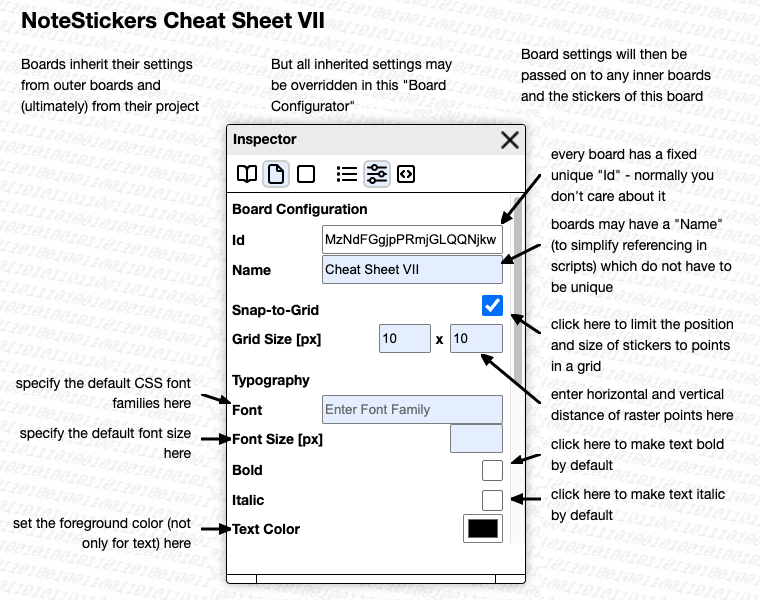 NoteStickers Cheat Sheet VII
Boards inherit their settings
from outer boards and
(ultimately) from their project
But all inherited settings may
be overridden in this "Board
Configurator"
Board settings will then be
passed on to any inner boards
and the stickers of this board
Inspector
Board Configuration
Id
MzNdFGgjpPRmjGLQQNjkw
Name
Cheat Sheet VII
Snap-to-Grid
Grid Size [px]
10
x
10
Typography
Font
Enter Font Family
Font Size [px]
Bold
Italic
Text Color
every board has a fixed
unique "Id" - normally you
don't care about it
boards may have a "Name"
(to simplify referencing in
scripts) which do not have to
be unique
click here to limit the position
and size of stickers to points
in a grid
enter horizontal and vertical
distance of raster points here
click here to make text bold
by default
click here to make text italic
by default
specify the default CSS font
families here
specify the default font size
here
set the foreground color (not
only for text) here